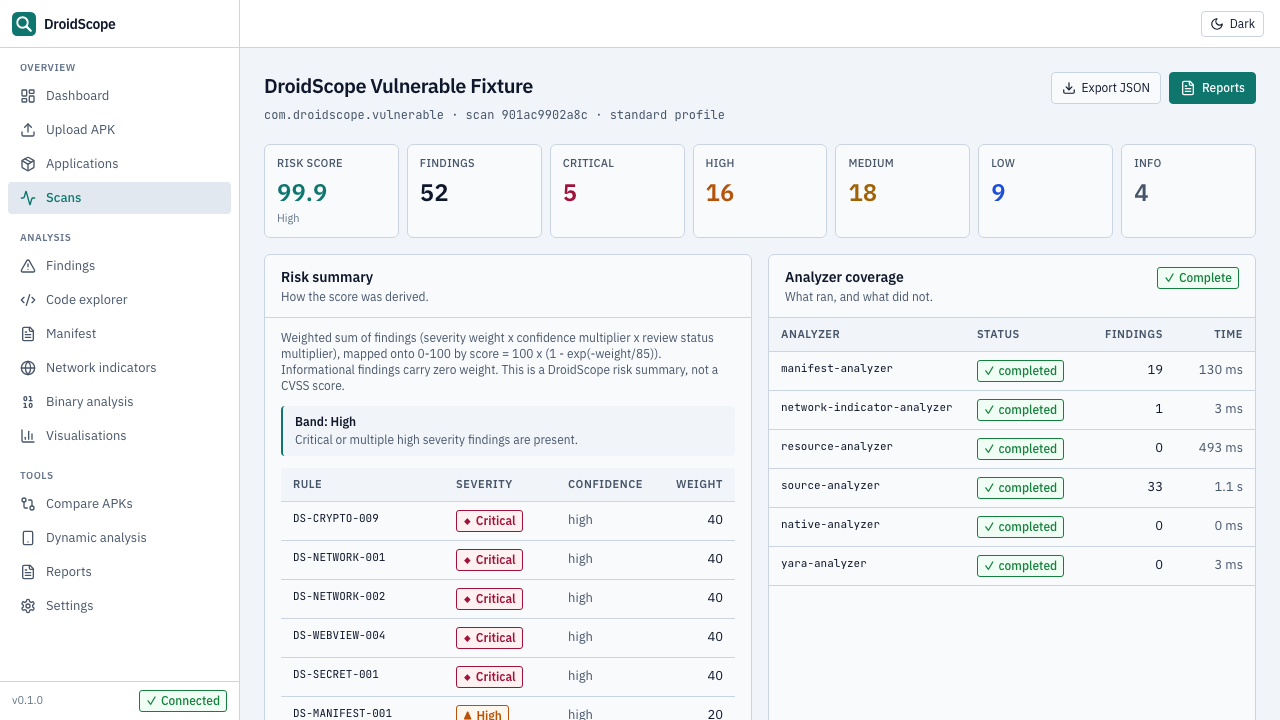 DroidScope
Dark
OVERVIEW
Dashboard
Upload APK
Applications
Scans
ANALYSIS
Findings
Code explorer
Manifest
Network indicators
Binary analysis
Visualisations
TOOLS
Compare APKs
Dynamic analysis
Reports
Settings
v0.1.0
Connected
DroidScope Vulnerable Fixture
com.droidscope.vulnerable · scan 901ac9902a8c · standard profile
Export JSON
Reports
RISK SCORE
99.9
High
FINDINGS
52
CRITICAL
5
HIGH
16
MEDIUM
18
LOW
9
INFO
4
Risk summary
How the score was derived.
Weighted sum of findings (severity weight x confidence multiplier x review status
multiplier), mapped onto 0-100 by score = 100 x (1 - exp(-weight/85)).
Informational findings carry zero weight. This is a DroidScope risk summary, not a
CVSS score.
Band: High
Critical or multiple high severity findings are present.
RULE SEVERITY CONFIDENCE WEIGHT
DS-CRYPTO-009 Critical high 40
DS-NETWORK-001 Critical high 40
DS-NETWORK-002 Critical high 40
DS-WEBVIEW-004 Critical high 40
DS-SECRET-001 Critical high 40
DS-MANIFEST-001 High high 20
Analyzer coverage
What ran, and what did not.
Complete
ANALYZER STATUS FINDINGS TIME
manifest-analyzer completed 19 130 ms
network-indicator-analyzer completed 1 3 ms
resource-analyzer completed 0 493 ms
source-analyzer completed 33 1.1 s
native-analyzer completed 0 0 ms
yara-analyzer completed 0 3 ms